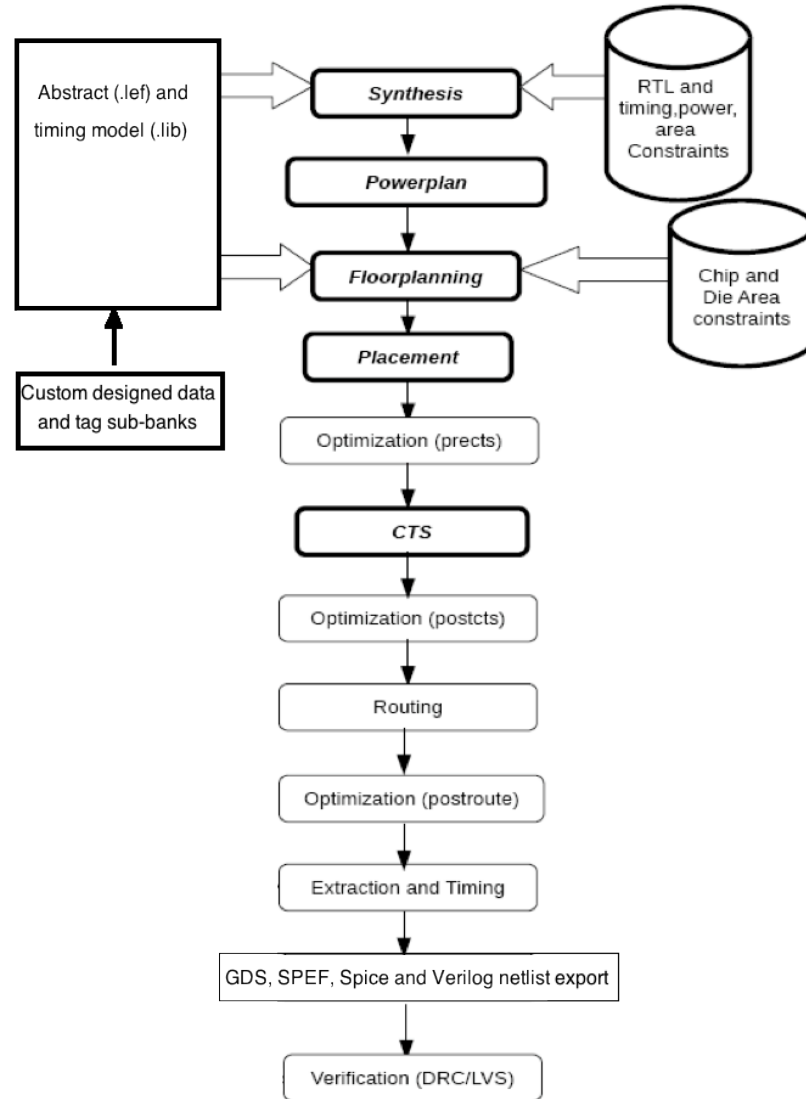 Abstract (.lef) and
timing model (.lib)
Synthesis
RTL and
timing,power,
area
Constraints
Powerplan
Floorplanning
Chip and
Die Area
constraints
Placement
Custom designed data
and tag sub-banks
Optimization (prects)
CTS
Optimization (postcts)
Routing
Optimization (postroute)
Extraction and Timing
GDS, SPEF, Spice and Verilog netlist export
Verification (DRC/LVS)